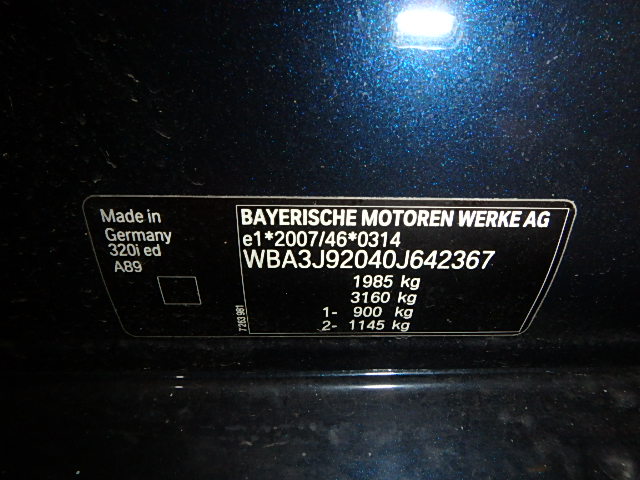 Made in
Germany
320i ed
A89
7 283 981
BAYERISCHE MOTOREN WERKE AG
e1*2007/46*0314
WBA3J92040J642367
1985 kg
3160 kg
1- 900 kg
2- 1145 kg